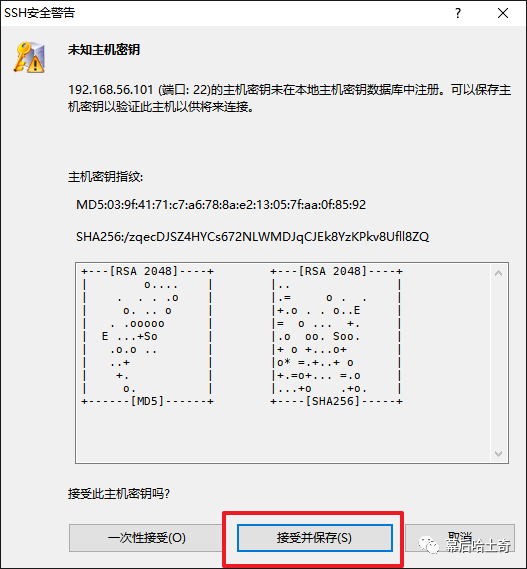 SSH安全警告
?
未知主机密钥
192.168.56.101 (端口: 22)的主机密钥未在本地主机密钥数据库中注册。可以保存主
机密钥以验证此主机以供将来连接。
主机密钥指纹:
MD5:03:9f:41:71:c7:a6:78:8a:e2:13:05:7f:aa:0f:85:92
SHA256:/zqecDJSZ4HYCs672NLWMDJqCJEk8YzKPkv8Ufll8ZQ
+---[RSA 2048]----+        +---[RSA 2048]----+
|        o....    |        |..               |
|    .  . . .o    |        |.=     o .  .    |
|     o. .. o     |        |+.o . . o..E     |
|   . .ooooo      |        |=  o ...  +.     |
|  E ...+So       |        |.o  oo. Soo.     |
|   .o.o ..       |        |+ o +...o+       |
|   ..+           |        |o* =.+..+ o      |
|    +.           |        |+.=o+... =.o     |
|     o.          |        |...+o    .+o.    |
+------[MD5]------+        +----[SHA256]-----+
接受此主机密钥吗?
一次性接受(O) 接受并保存(S) 取消
幕后哈土奇